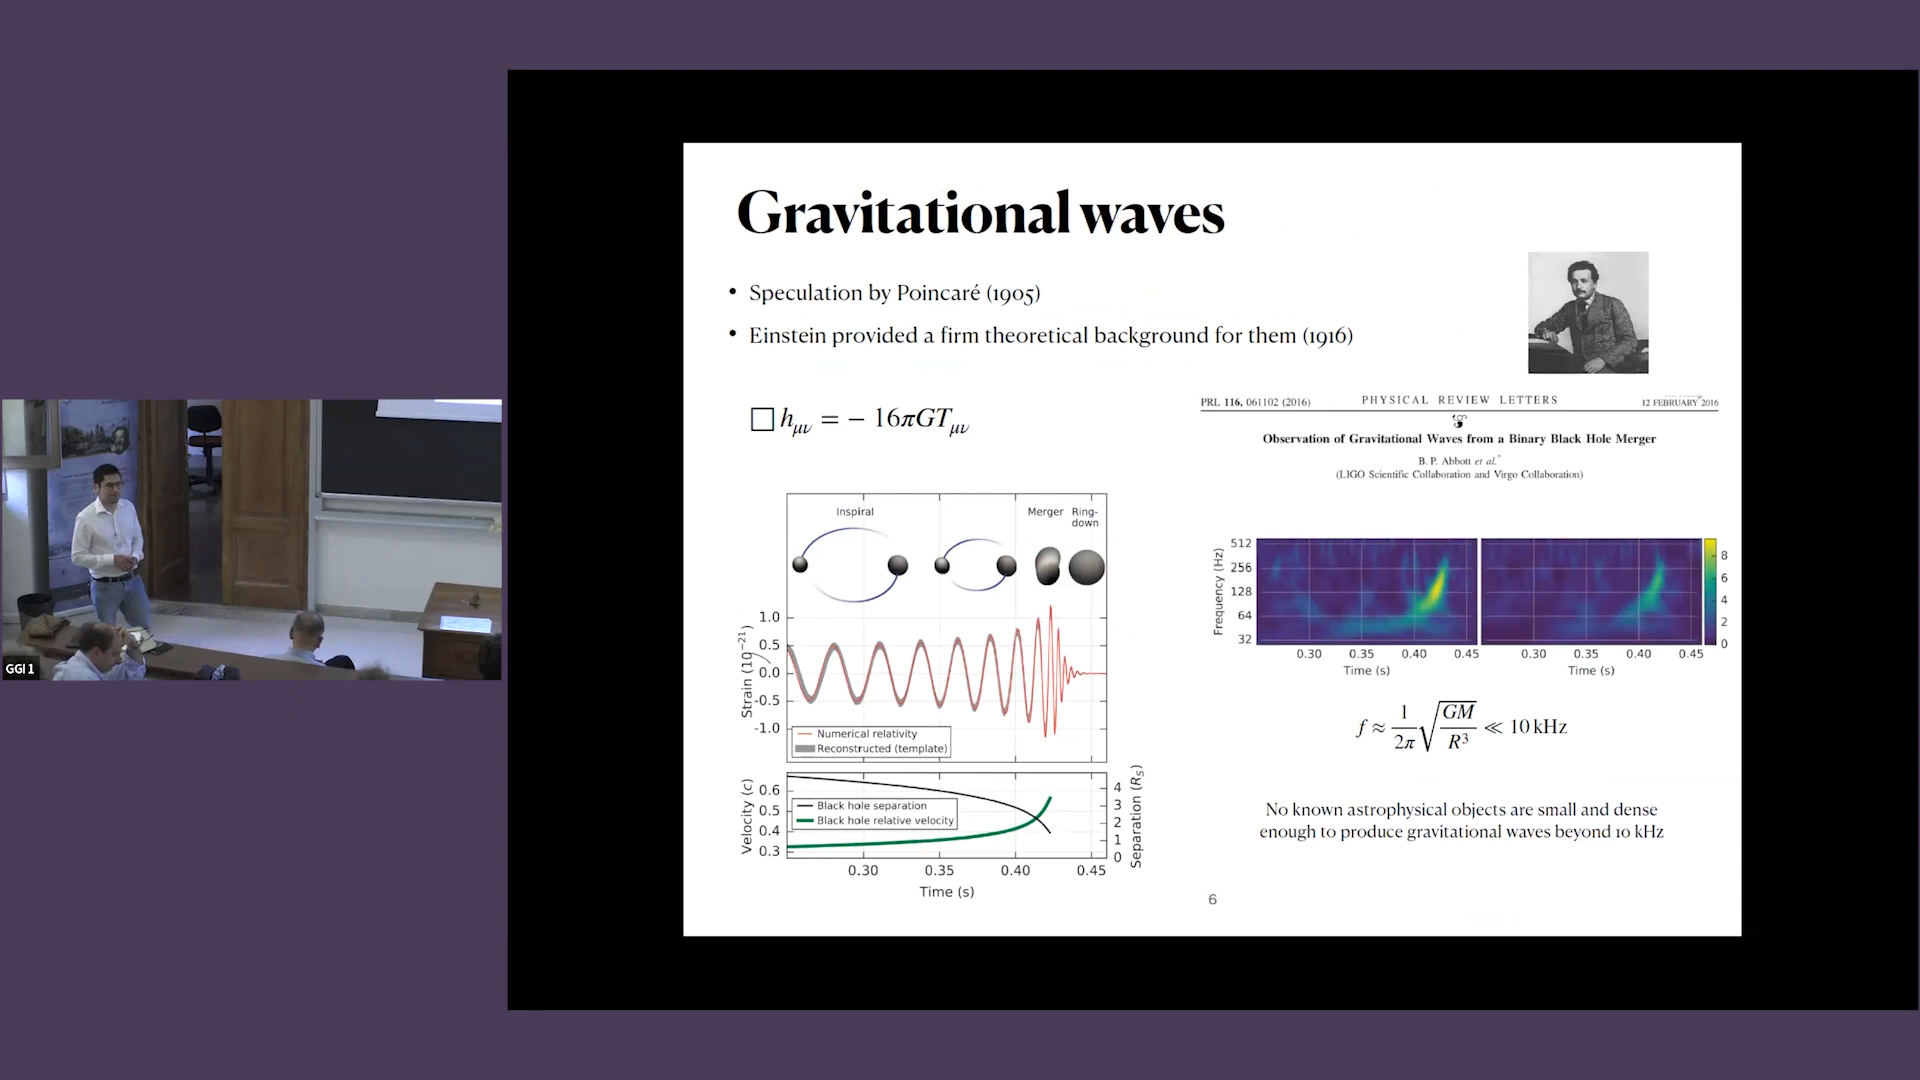 Gravitational waves
• Speculation by Poincaré (1905)
• Einstein provided a firm theoretical background for them (1916)
□ hμν = − 16πGTμν
PRL 116, 061102 (2016)
PHYSICAL REVIEW LETTERS
12 FEBRUARY 2016
Observation of Gravitational Waves from a Binary Black Hole Merger
B. P. Abbott et al.*
(LIGO Scientific Collaboration and Virgo Collaboration)
Inspiral
Merger
Ring-
down
Strain (10⁻²¹)
1.0
0.5
0.0
-0.5
-1.0
Numerical relativity
Reconstructed (template)
Velocity (c)
0.6
0.5
0.4
0.3
Black hole separation
Black hole relative velocity
4
3
2
1
0
Separation (R_S)
0.30 0.35 0.40 0.45
Time (s)
Frequency (Hz)
512
256
128
64
32
8
6
4
2
0
0.30 0.35 0.40 0.45
Time (s)
0.30 0.35 0.40 0.45
Time (s)
f ≈ 1/2π √(GM/R³) ≪ 10 kHz
No known astrophysical objects are small and dense
enough to produce gravitational waves beyond 10 kHz
6
GGI 1